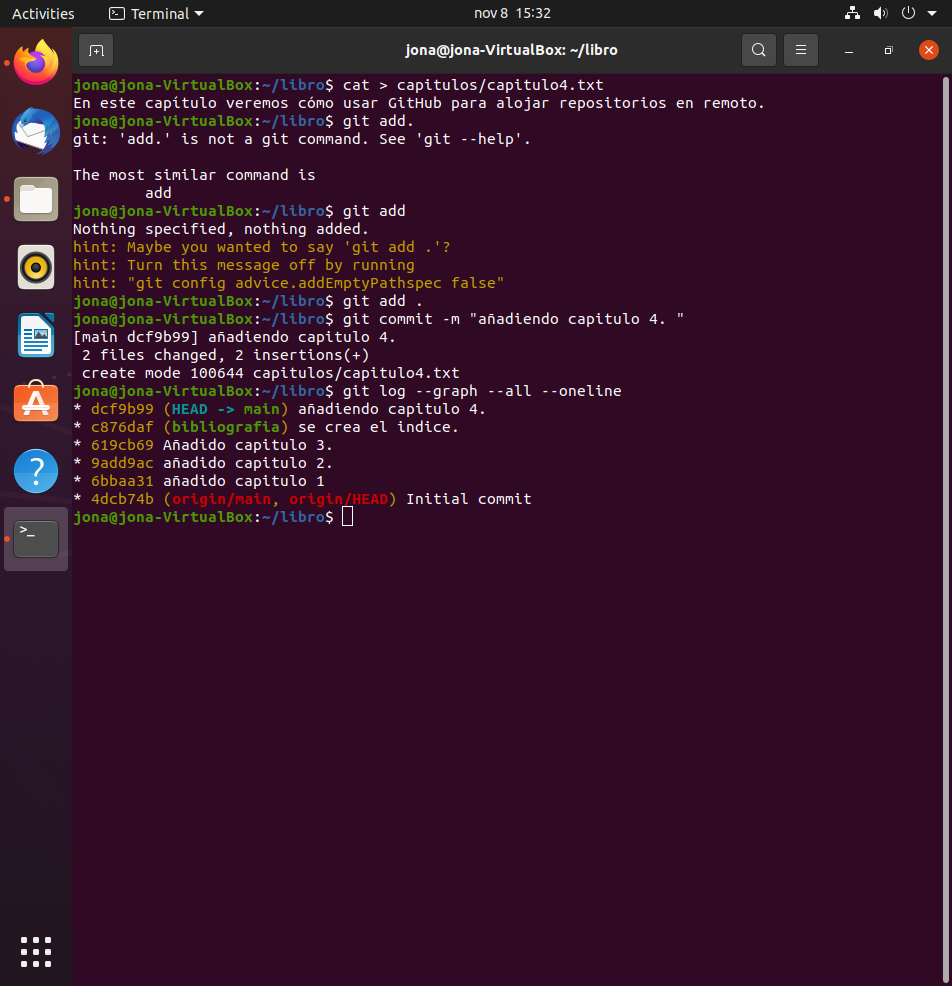 Activities
Terminal
nov 8 15:32
jona@jona-VirtualBox: ~/libro
jona@jona-VirtualBox:~/libro$ cat > capitulos/capitulo4.txt
En este capítulo veremos cómo usar GitHub para alojar repositorios en remoto.
jona@jona-VirtualBox:~/libro$ git add.
git: 'add.' is not a git command. See 'git --help'.
The most similar command is
add
jona@jona-VirtualBox:~/libro$ git add
Nothing specified, nothing added.
hint: Maybe you wanted to say 'git add .'?
hint: Turn this message off by running
hint: "git config advice.addEmptyPathspec false"
jona@jona-VirtualBox:~/libro$ git add .
jona@jona-VirtualBox:~/libro$ git commit -m "añadiendo capitulo 4. "
[main dcf9b99] añadiendo capitulo 4.
2 files changed, 2 insertions(+)
create mode 100644 capitulos/capitulo4.txt
jona@jona-VirtualBox:~/libro$ git log --graph --all --oneline
* dcf9b99 (HEAD -> main) añadiendo capitulo 4.
* c876daf (bibliografia) se crea el indice.
* 619cb69 Añadido capitulo 3.
* 9add9ac añadido capitulo 2.
* 6bbaa31 añadido capitulo 1
* 4dcb74b (origin/main, origin/HEAD) Initial commit
jona@jona-VirtualBox:~/libro$